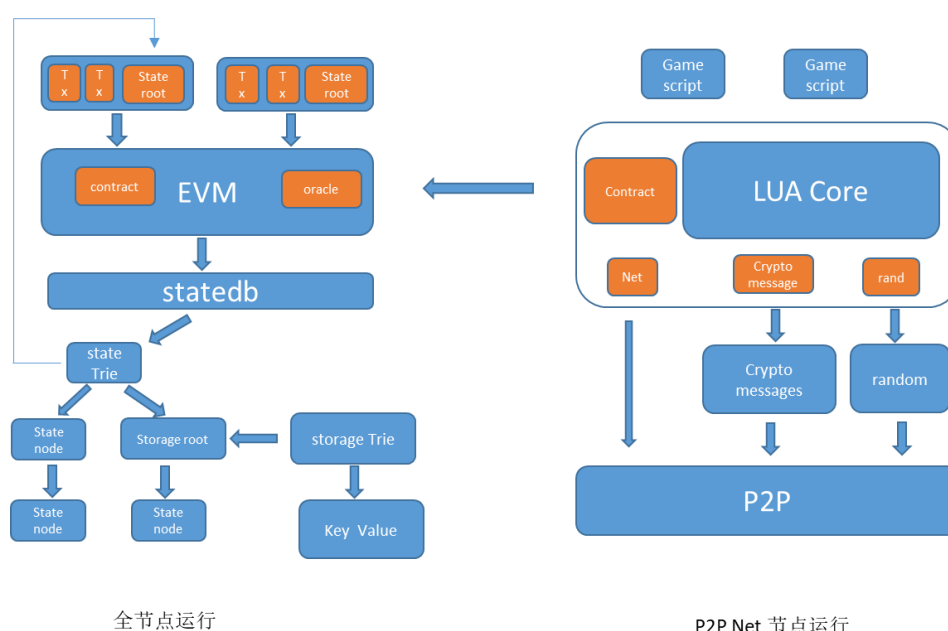 T
x
T
x
State
root
T
x
T
x
State
root
contract
EVM
oracle
statedb
state
Trie
State
node
Storage root
storage Trie
State
node
State
node
Key Value
全节点运行
Game
script
Game
script
Contract
LUA Core
Net
Crypto
message
rand
Crypto
messages
random
P2P
P2P Net 节点运行